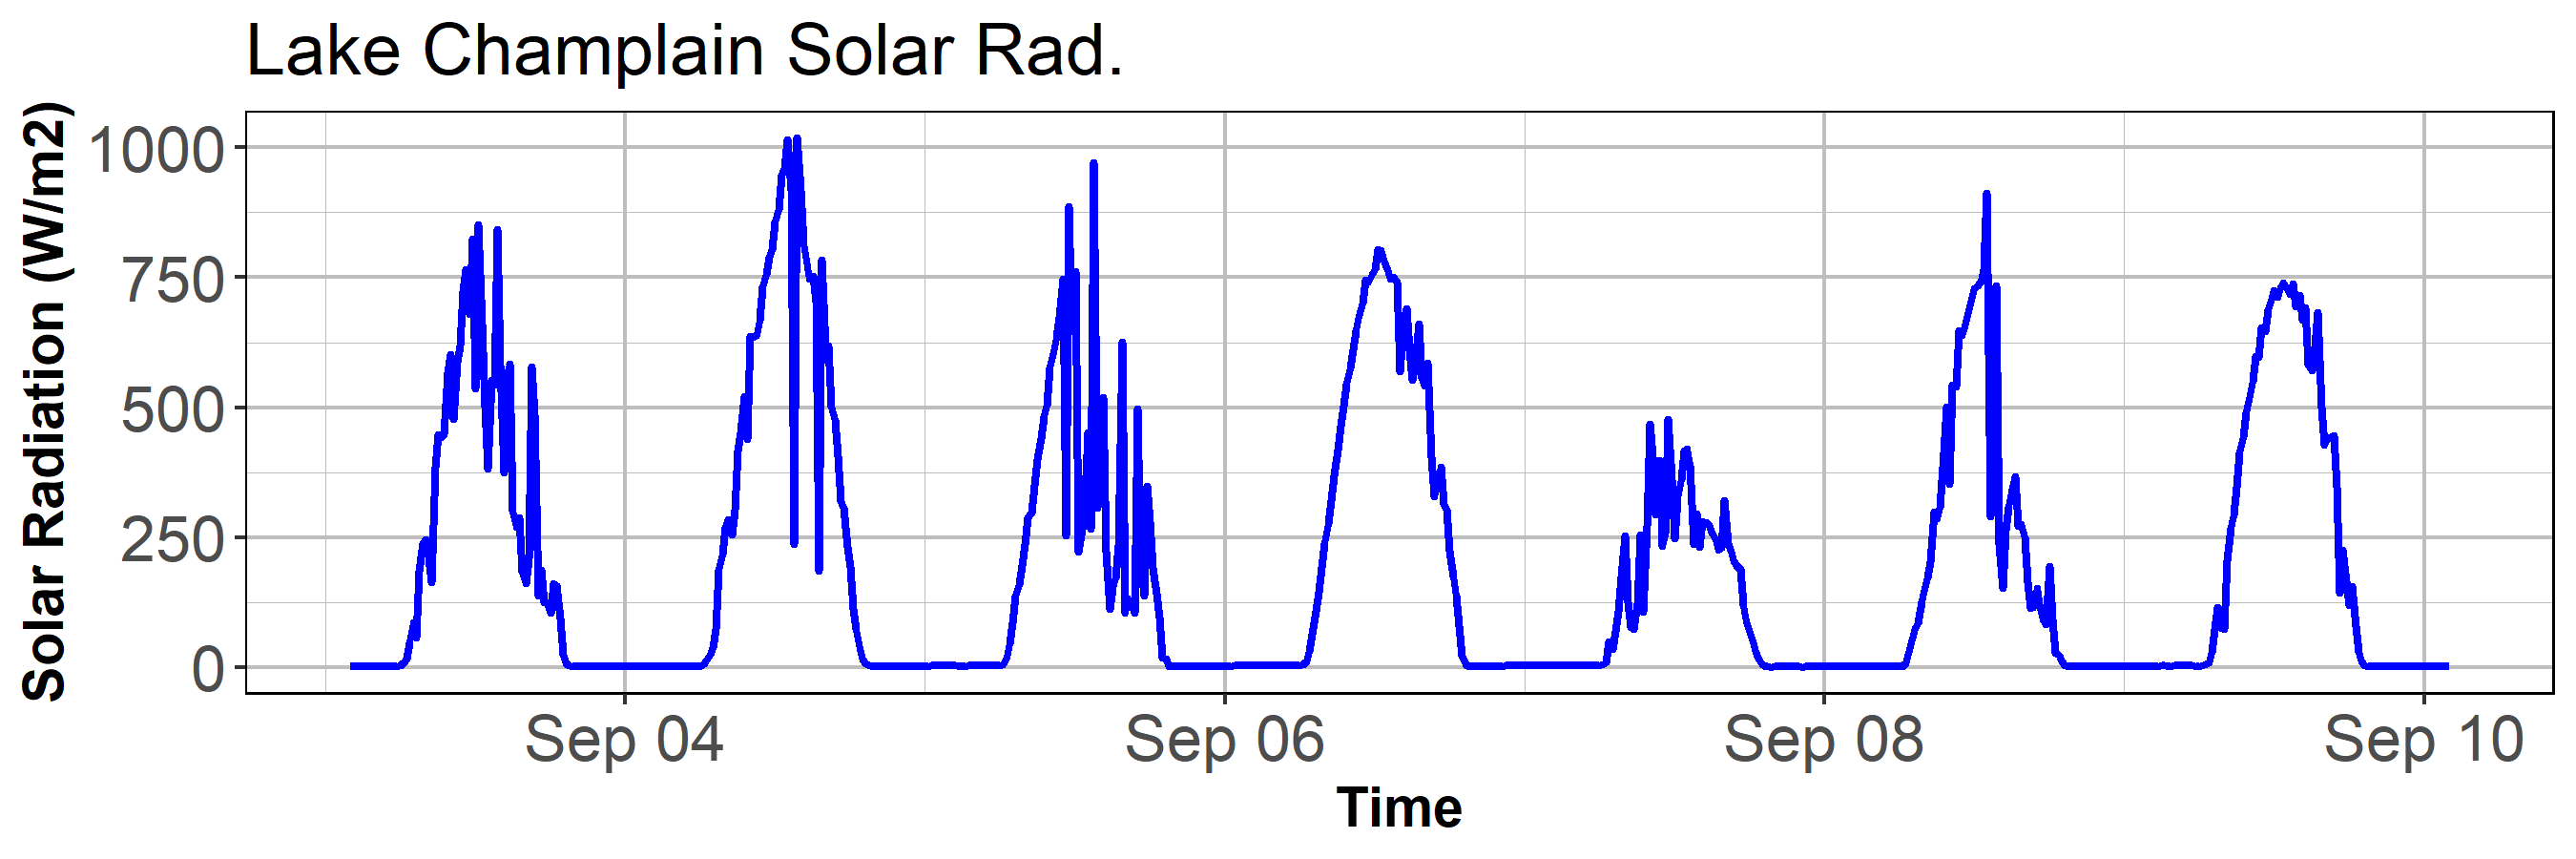 Lake Champlain Solar Rad.
Solar Radiation (W/m2)
1000
750
500
250
0
Sep 04 Sep 06 Sep 08 Sep 10
Time